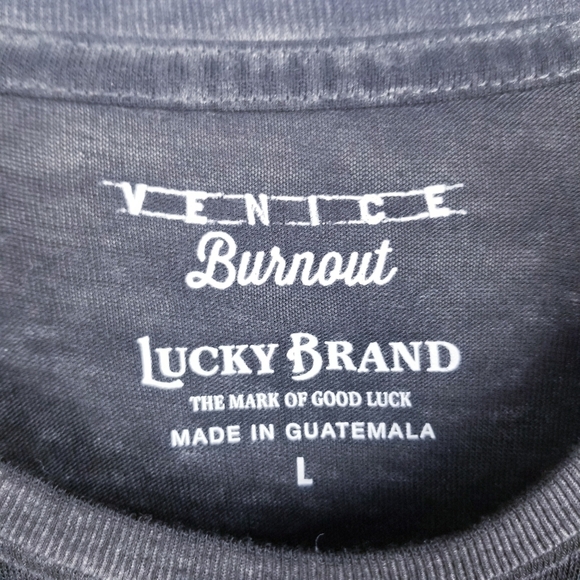 VENICE
Burnout
LUCKY BRAND
THE MARK OF GOOD LUCK
MADE IN GUATEMALA
L